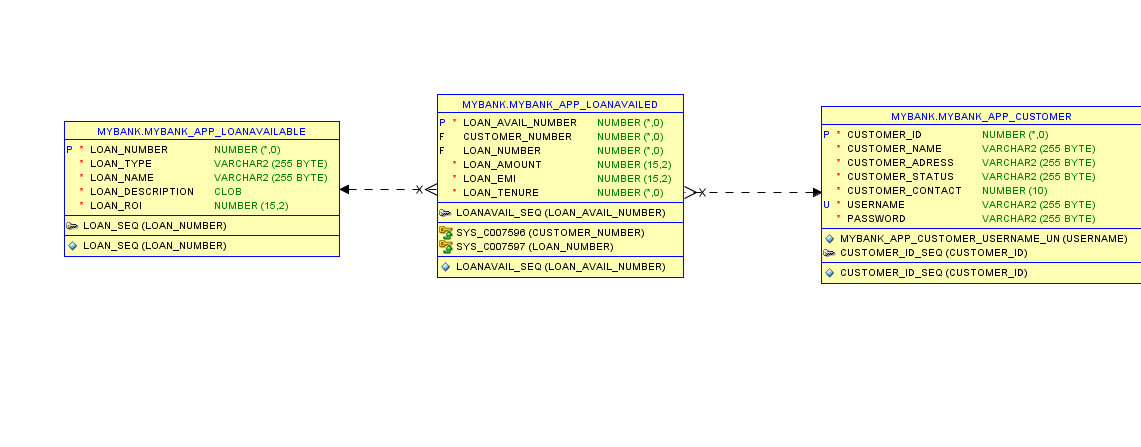 MYBANK.MYBANK_APP_LOANAVAILABLE
P * LOAN_NUMBER NUMBER (*,0)
* LOAN_TYPE VARCHAR2 (255 BYTE)
* LOAN_NAME VARCHAR2 (255 BYTE)
* LOAN_DESCRIPTION CLOB
* LOAN_ROI NUMBER (15,2)
LOAN_SEQ (LOAN_NUMBER)
LOAN_SEQ (LOAN_NUMBER)
MYBANK.MYBANK_APP_LOANAVAILED
P * LOAN_AVAIL_NUMBER NUMBER (*,0)
F CUSTOMER_NUMBER NUMBER (*,0)
F LOAN_NUMBER NUMBER (*,0)
* LOAN_AMOUNT NUMBER (15,2)
* LOAN_EMI NUMBER (15,2)
* LOAN_TENURE NUMBER (*,0)
LOANAVAIL_SEQ (LOAN_AVAIL_NUMBER)
SYS_C007596 (CUSTOMER_NUMBER)
SYS_C007597 (LOAN_NUMBER)
LOANAVAIL_SEQ (LOAN_AVAIL_NUMBER)
MYBANK.MYBANK_APP_CUSTOMER
P * CUSTOMER_ID NUMBER (*,0)
* CUSTOMER_NAME VARCHAR2 (255 BYTE)
* CUSTOMER_ADRESS VARCHAR2 (255 BYTE)
* CUSTOMER_STATUS VARCHAR2 (255 BYTE)
* CUSTOMER_CONTACT NUMBER (10)
U * USERNAME VARCHAR2 (255 BYTE)
* PASSWORD VARCHAR2 (255 BYTE)
MYBANK_APP_CUSTOMER_USERNAME_UN (USERNAME)
CUSTOMER_ID_SEQ (CUSTOMER_ID)
CUSTOMER_ID_SEQ (CUSTOMER_ID)